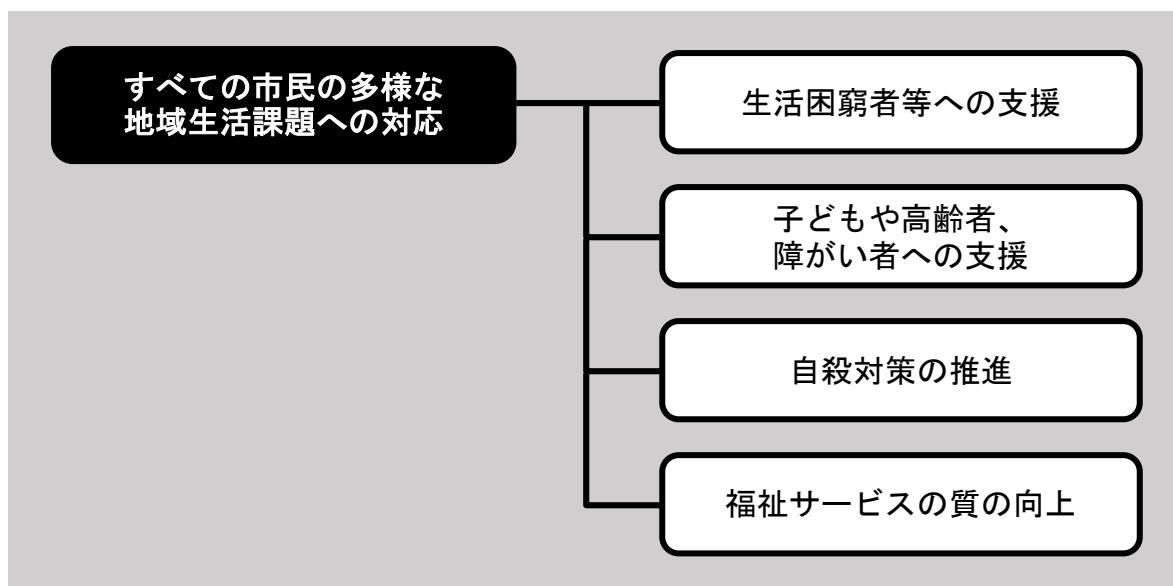 すべての市民の多様な
地域生活課題への対応
生活困窮者等への支援
子どもや高齢者、
障がい者への支援
自殺対策の推進
福祉サービスの質の向上